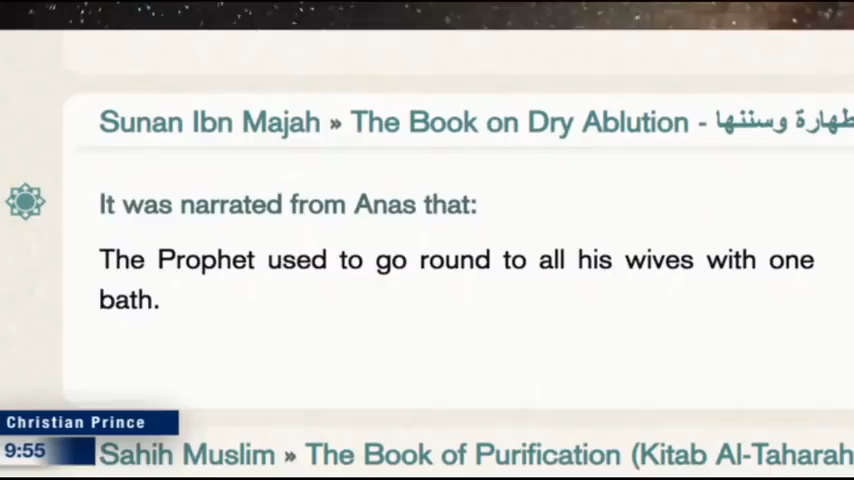 Sunan Ibn Majah » The Book on Dry Ablution - طهارة وسننها
It was narrated from Anas that:
The Prophet used to go round to all his wives with one
bath.
Christian Prince
9:55
Sahih Muslim » The Book of Purification (Kitab Al-Taharah